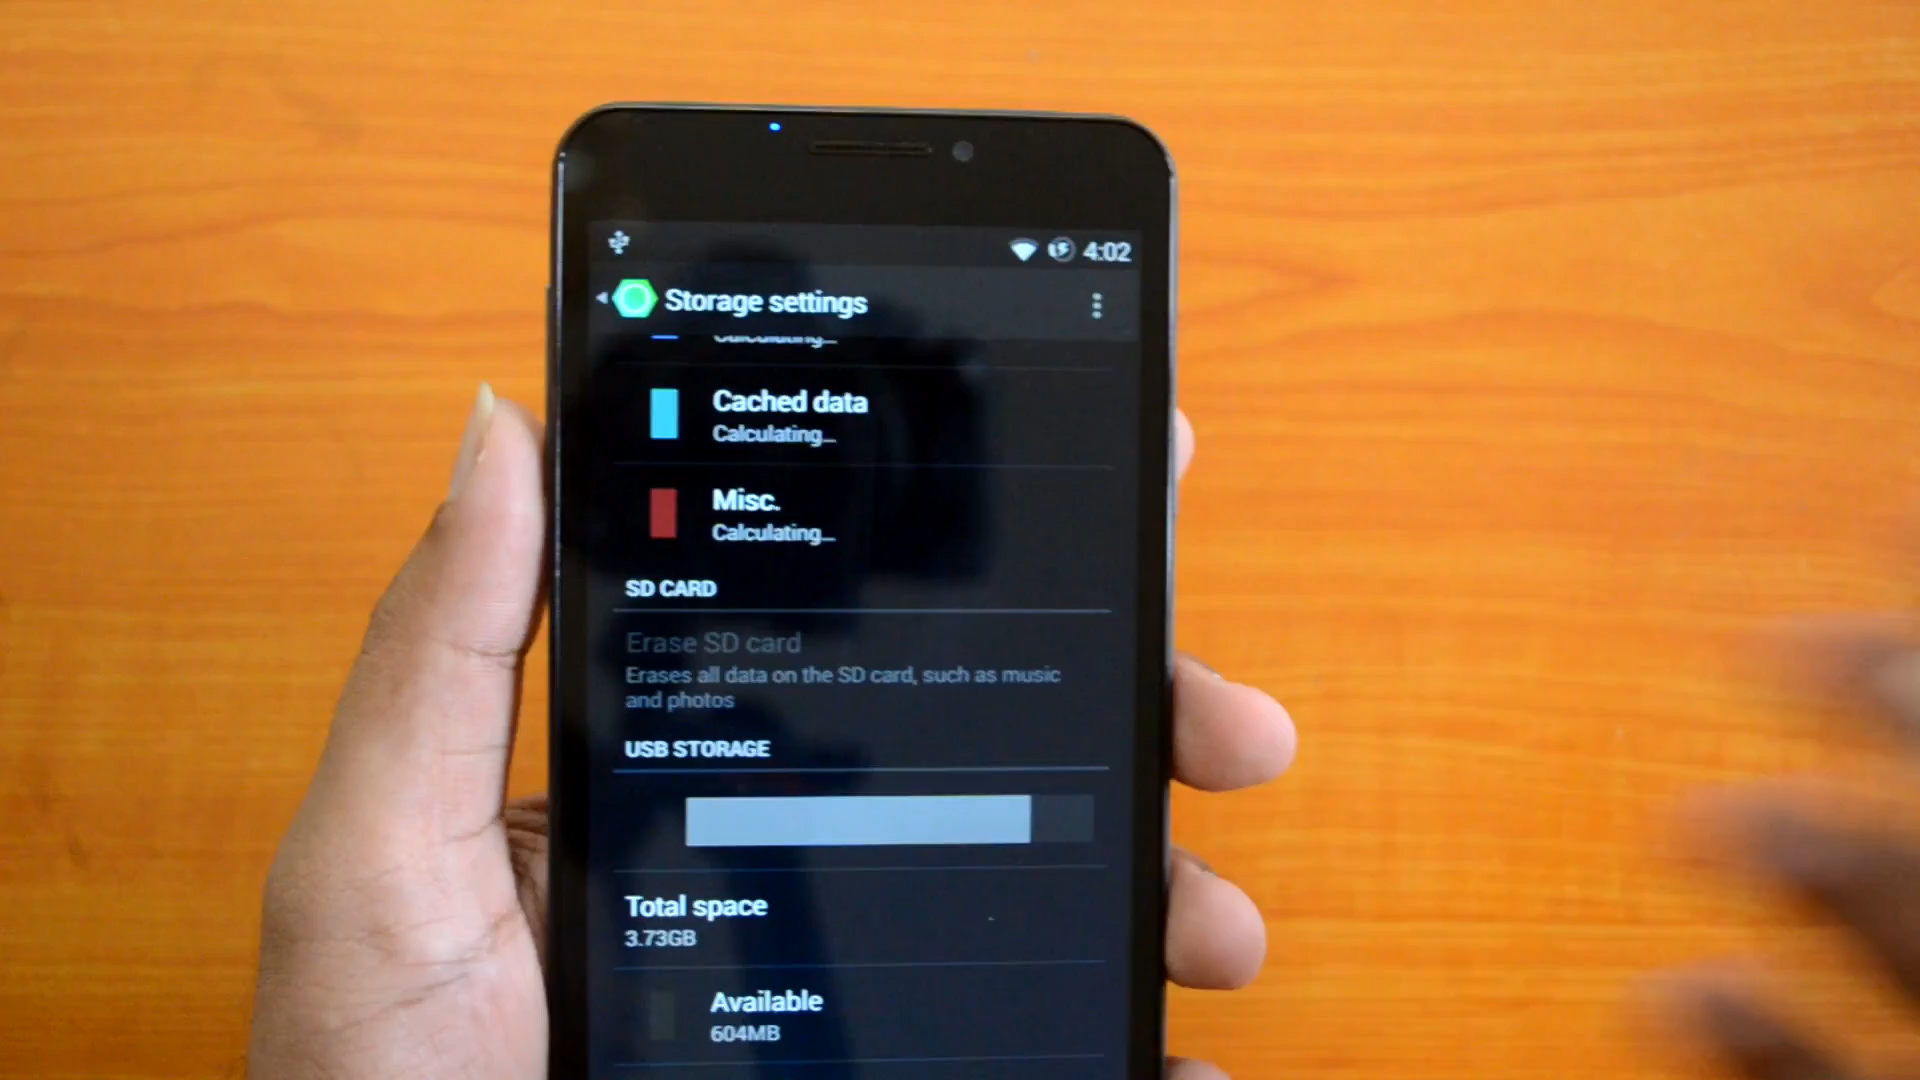 4:02
Storage settings
Calculating...
Cached data
Calculating...
Misc.
Calculating...
SD CARD
Erase SD card
Erases all data on the SD card, such as music
and photos
USB STORAGE
Total space
3.73GB
Available
604MB